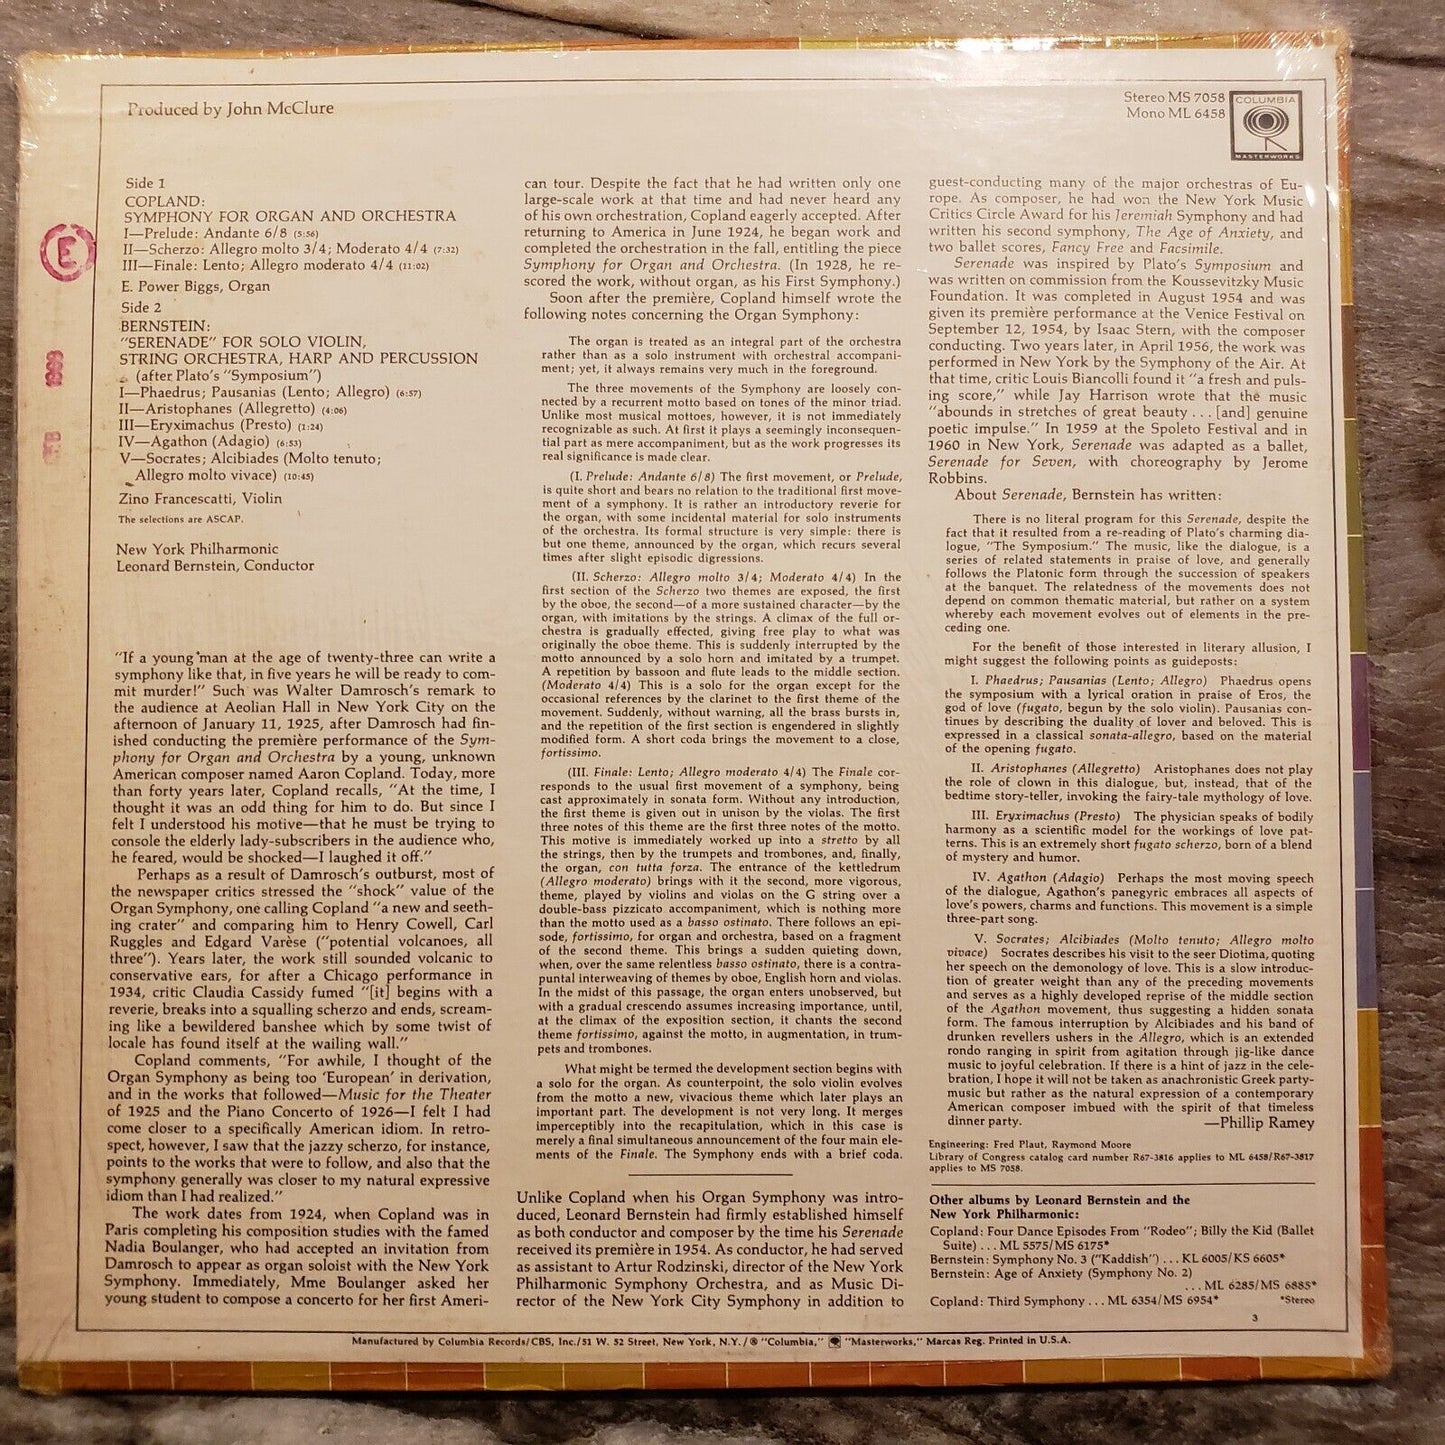 Produced by John McClure
Stereo MS 7058
Mono ML 6458
COLUMBIA
MASTERWORKS
Side 1
COPLAND:
SYMPHONY FOR ORGAN AND ORCHESTRA
I—Prelude: Andante 6/8 (5:56)
II—Scherzo: Allegro molto 3/4; Moderato 4/4 (7:32)
III—Finale: Lento; Allegro moderato 4/4 (11:02)
E. Power Biggs, Organ
Side 2
BERNSTEIN:
"SERENADE" FOR SOLO VIOLIN,
STRING ORCHESTRA, HARP AND PERCUSSION
(after Plato's "Symposium")
I—Phaedrus; Pausanias (Lento; Allegro) (6:57)
II—Aristophanes (Allegretto) (4:06)
III—Eryximachus (Presto) (1:24)
IV—Agathon (Adagio) (6:53)
V—Socrates; Alcibiades (Molto tenuto;
Allegro molto vivace) (10:45)
Zino Francescatti, Violin
The selections are ASCAP.
New York Philharmonic
Leonard Bernstein, Conductor
E
"If a young man at the age of twenty-three can write a
symphony like that, in five years he will be ready to com-
mit murder!" Such was Walter Damrosch's remark to
the audience at Aeolian Hall in New York City on the
afternoon of January 11, 1925, after Damrosch had fin-
ished conducting the première performance of the Sym-
phony for Organ and Orchestra by a young, unknown
American composer named Aaron Copland. Today, more
than forty years later, Copland recalls, "At the time, I
thought it was an odd thing for him to do. But since I
felt I understood his motive—that he must be trying to
console the elderly lady-subscribers in the audience who,
he feared, would be shocked—I laughed it off."
Perhaps as a result of Damrosch's outburst, most of
the newspaper critics stressed the "shock" value of the
Organ Symphony, one calling Copland "a new and seeth-
ing crater" and comparing him to Henry Cowell, Carl
Ruggles and Edgard Varèse ("potential volcanoes, all
three"). Years later, the work still sounded volcanic to
conservative ears, for after a Chicago performance in
1934, critic Claudia Cassidy fumed "[it] begins with a
reverie, breaks into a squalling scherzo and ends, scream-
ing like a bewildered banshee which by some twist of
locale has found itself at the wailing wall."
Copland comments, "For awhile, I thought of the
Organ Symphony as being too 'European' in derivation,
and in the works that followed—Music for the Theater
of 1925 and the Piano Concerto of 1926—I felt I had
come closer to a specifically American idiom. In retro-
spect, however, I saw that the jazzy scherzo, for instance,
points to the works that were to follow, and also that the
symphony generally was closer to my natural expressive
idiom than I had realized."
The work dates from 1924, when Copland was in
Paris completing his composition studies with the famed
Nadia Boulanger, who had accepted an invitation from
Damrosch to appear as organ soloist with the New York
Symphony. Immediately, Mme Boulanger asked her
young student to compose a concerto for her first Ameri-
can tour. Despite the fact that he had written only one
large-scale work at that time and had never heard any
of his own orchestration, Copland eagerly accepted. After
returning to America in June 1924, he began work and
completed the orchestration in the fall, entitling the piece
Symphony for Organ and Orchestra. (In 1928, he re-
scored the work, without organ, as his First Symphony.)
Soon after the première, Copland himself wrote the
following notes concerning the Organ Symphony:
The organ is treated as an integral part of the orchestra
rather than as a solo instrument with orchestral accompani-
ment; yet, it always remains very much in the foreground.
The three movements of the Symphony are loosely con-
nected by a recurrent motto based on tones of the minor triad.
Unlike most musical mottoes, however, it is not immediately
recognizable as such. At first it plays a seemingly inconsequen-
tial part as mere accompaniment, but as the work progresses its
real significance is made clear.
(I. Prelude: Andante 6/8) The first movement, or Prelude,
is quite short and bears no relation to the traditional first move-
ment of a symphony. It is rather an introductory reverie for
the organ, with some incidental material for solo instruments
of the orchestra. Its formal structure is very simple: there is
but one theme, announced by the organ, which recurs several
times after slight episodic digressions.
(II. Scherzo: Allegro molto 3/4; Moderato 4/4) In the
first section of the Scherzo two themes are exposed, the first
by the oboe, the second—of a more sustained character—by the
organ, with imitations by the strings. A climax of the full or-
chestra is gradually effected, giving free play to what was
originally the oboe theme. This is suddenly interrupted by the
motto announced by a solo horn and imitated by a trumpet.
A repetition by bassoon and flute leads to the middle section.
(Moderato 4/4) This is a solo for the organ except for the
occasional references by the clarinet to the first theme of the
movement. Suddenly, without warning, all the brass bursts in,
and the repetition of the first section is engendered in slightly
modified form. A short coda brings the movement to a close,
fortissimo.
(III. Finale: Lento; Allegro moderato 4/4) The Finale cor-
responds to the usual first movement of a symphony, being
cast approximately in sonata form. Without any introduction,
the first theme is given out in unison by the violas. The first
three notes of this theme are the first three notes of the motto.
This motive is immediately worked up into a stretto by all
the strings, then by the trumpets and trombones, and, finally,
the organ, con tutta forza. The entrance of the kettledrum
(Allegro moderato) brings with it the second, more vigorous,
theme, played by violins and violas on the G string over a
double-bass pizzicato accompaniment, which is nothing more
than the motto used as a basso ostinato. There follows an epi-
sode, fortissimo, for organ and orchestra, based on a fragment
of the second theme. This brings a sudden quieting down,
when, over the same relentless basso ostinato, there is a contra-
puntal interweaving of themes by oboe, English horn and violas.
In the midst of this passage, the organ enters unobserved, but
with a gradual crescendo assumes increasing importance, until,
at the climax of the exposition section, it chants the second
theme fortissimo, against the motto, in augmentation, in trum-
pets and trombones.
What might be termed the development section begins with
a solo for the organ. As counterpoint, the solo violin evolves
from the motto a new, vivacious theme which later plays an
important part. The development is not very long. It merges
imperceptibly into the recapitulation, which in this case is
merely a final simultaneous announcement of the four main ele-
ments of the Finale. The Symphony ends with a brief coda.
Unlike Copland when his Organ Symphony was intro-
duced, Leonard Bernstein had firmly established himself
as both conductor and composer by the time his Serenade
received its première in 1954. As conductor, he had served
as assistant to Artur Rodzinski, director of the New York
Philharmonic Symphony Orchestra, and as Music Di-
rector of the New York City Symphony in addition to
guest-conducting many of the major orchestras of Eu-
rope. As composer, he had won the New York Music
Critics Circle Award for his Jeremiah Symphony and had
written his second symphony, The Age of Anxiety, and
two ballet scores, Fancy Free and Facsimile.
Serenade was inspired by Plato's Symposium and
was written on commission from the Koussevitzky Music
Foundation. It was completed in August 1954 and was
given its première performance at the Venice Festival on
September 12, 1954, by Isaac Stern, with the composer
conducting. Two years later, in April 1956, the work was
performed in New York by the Symphony of the Air. At
that time, critic Louis Biancolli found it "a fresh and puls-
ing score," while Jay Harrison wrote that the music
"abounds in stretches of great beauty . . . [and] genuine
poetic impulse." In 1959 at the Spoleto Festival and in
1960 in New York, Serenade was adapted as a ballet,
Serenade for Seven, with choreography by Jerome
Robbins.
About Serenade, Bernstein has written:
There is no literal program for this Serenade, despite the
fact that it resulted from a re-reading of Plato's charming dia-
logue, "The Symposium." The music, like the dialogue, is a
series of related statements in praise of love, and generally
follows the Platonic form through the succession of speakers
at the banquet. The relatedness of the movements does not
depend on common thematic material, but rather on a system
whereby each movement evolves out of elements in the pre-
ceding one.
For the benefit of those interested in literary allusion, I
might suggest the following points as guideposts:
I. Phaedrus; Pausanias (Lento; Allegro) Phaedrus opens
the symposium with a lyrical oration in praise of Eros, the
god of love (fugato, begun by the solo violin). Pausanias con-
tinues by describing the duality of lover and beloved. This is
expressed in a classical sonata-allegro, based on the material
of the opening fugato.
II. Aristophanes (Allegretto) Aristophanes does not play
the role of clown in this dialogue, but, instead, that of the
bedtime story-teller, invoking the fairy-tale mythology of love.
III. Eryximachus (Presto) The physician speaks of bodily
harmony as a scientific model for the workings of love pat-
terns. This is an extremely short fugato scherzo, born of a blend
of mystery and humor.
IV. Agathon (Adagio) Perhaps the most moving speech
of the dialogue, Agathon's panegyric embraces all aspects of
love's powers, charms and functions. This movement is a simple
three-part song.
V. Socrates; Alcibiades (Molto tenuto; Allegro molto
vivace) Socrates describes his visit to the seer Diotima, quoting
her speech on the demonology of love. This is a slow introduc-
tion of greater weight than any of the preceding movements
and serves as a highly developed reprise of the middle section
of the Agathon movement, thus suggesting a hidden sonata
form. The famous interruption by Alcibiades and his band of
drunken revellers ushers in the Allegro, which is an extended
rondo ranging in spirit from agitation through jig-like dance
music to joyful celebration. If there is a hint of jazz in the cele-
bration, I hope it will not be taken as anachronistic Greek party-
music but rather as the natural expression of a contemporary
American composer imbued with the spirit of that timeless
dinner party. —Phillip Ramey
Engineering: Fred Plaut, Raymond Moore
Library of Congress catalog card number R67-3816 applies to ML 6458/R67-3817
applies to MS 7058.
Other albums by Leonard Bernstein and the
New York Philharmonic:
Copland: Four Dance Episodes From "Rodeo"; Billy the Kid (Ballet
Suite) . . . ML 5575/MS 6175*
Bernstein: Symphony No. 3 ("Kaddish") . . . KL 6005/KS 6605*
Bernstein: Age of Anxiety (Symphony No. 2)
. . . ML 6285/MS 6885*
Copland: Third Symphony . . . ML 6354/MS 6954* *Stereo
3
Manufactured by Columbia Records/CBS, Inc./51 W. 52 Street, New York, N.Y./® "Columbia," "Masterworks," Marcas Reg. Printed in U.S.A.